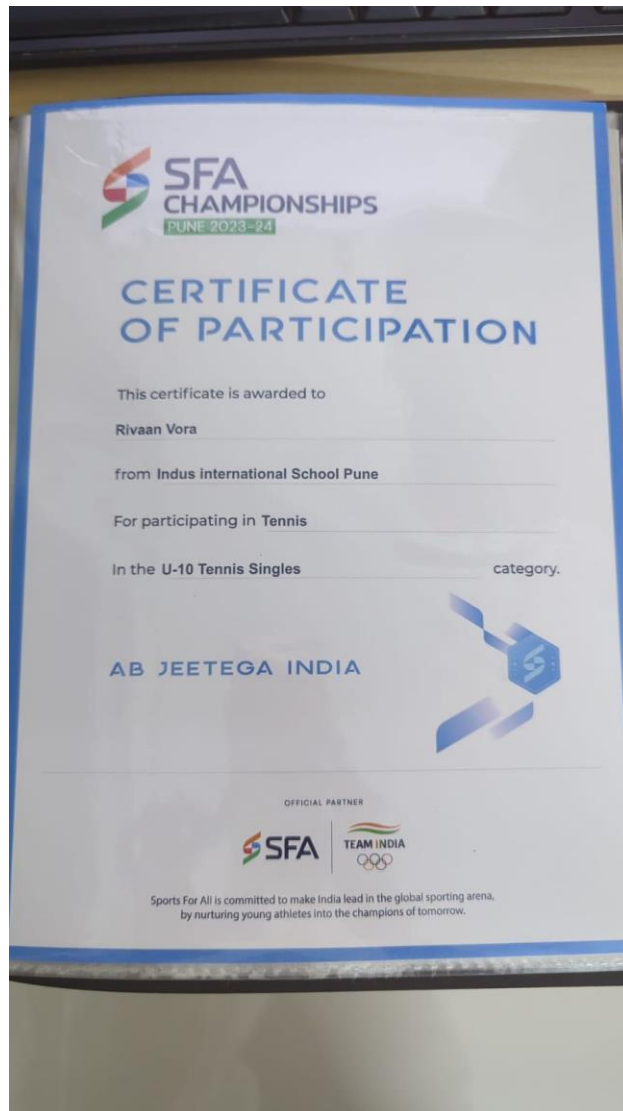 SFA
CHAMPIONSHIPS
PUNE 2023-24
CERTIFICATE
OF PARTICIPATION
This certificate is awarded to
Rivaan Vora
from Indus international School Pune
For participating in Tennis
In the U-10 Tennis Singles category.
AB JEETEGA INDIA
OFFICIAL PARTNER
SFA
TEAM INDIA
Sports For All is committed to make India lead in the global sporting arena,
by nurturing young athletes into the champions of tomorrow.